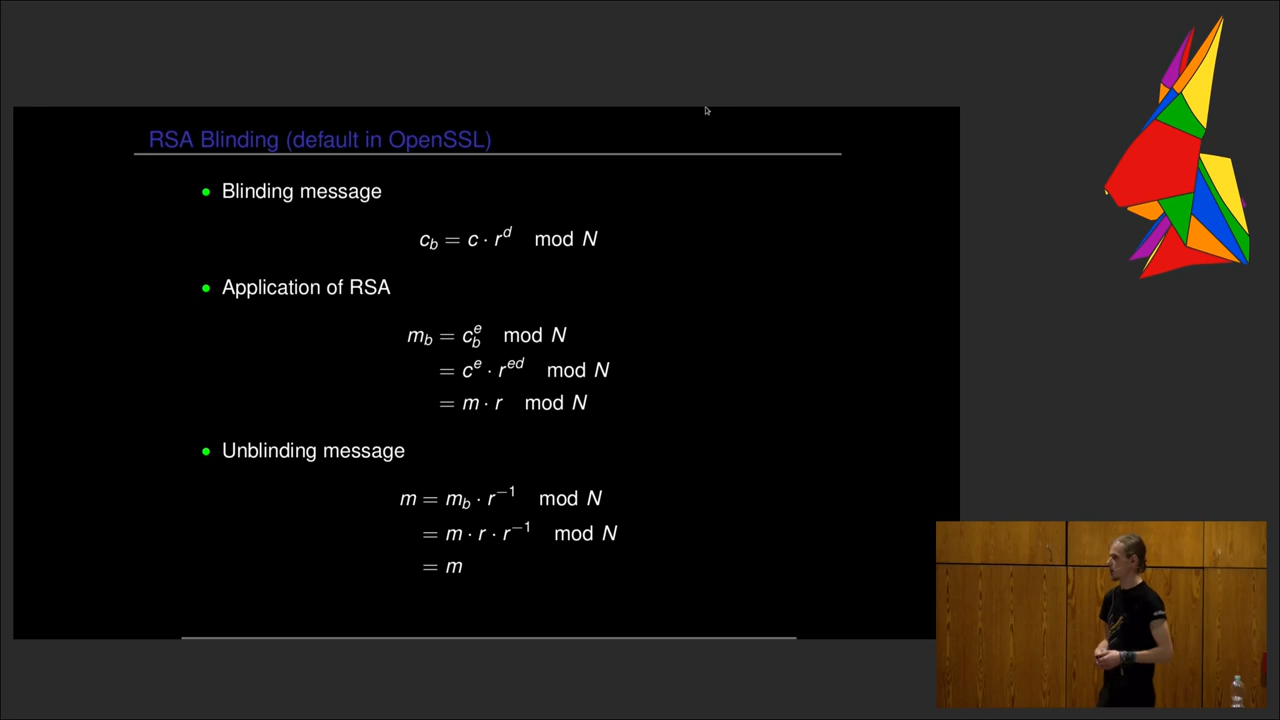 RSA Blinding (default in OpenSSL)
• Blinding message
c_b = c · r^d mod N
• Application of RSA
m_b = c_b^e mod N
= c^e · r^{ed} mod N
= m · r mod N
• Unblinding message
m = m_b · r^{−1} mod N
= m · r · r^{−1} mod N
= m